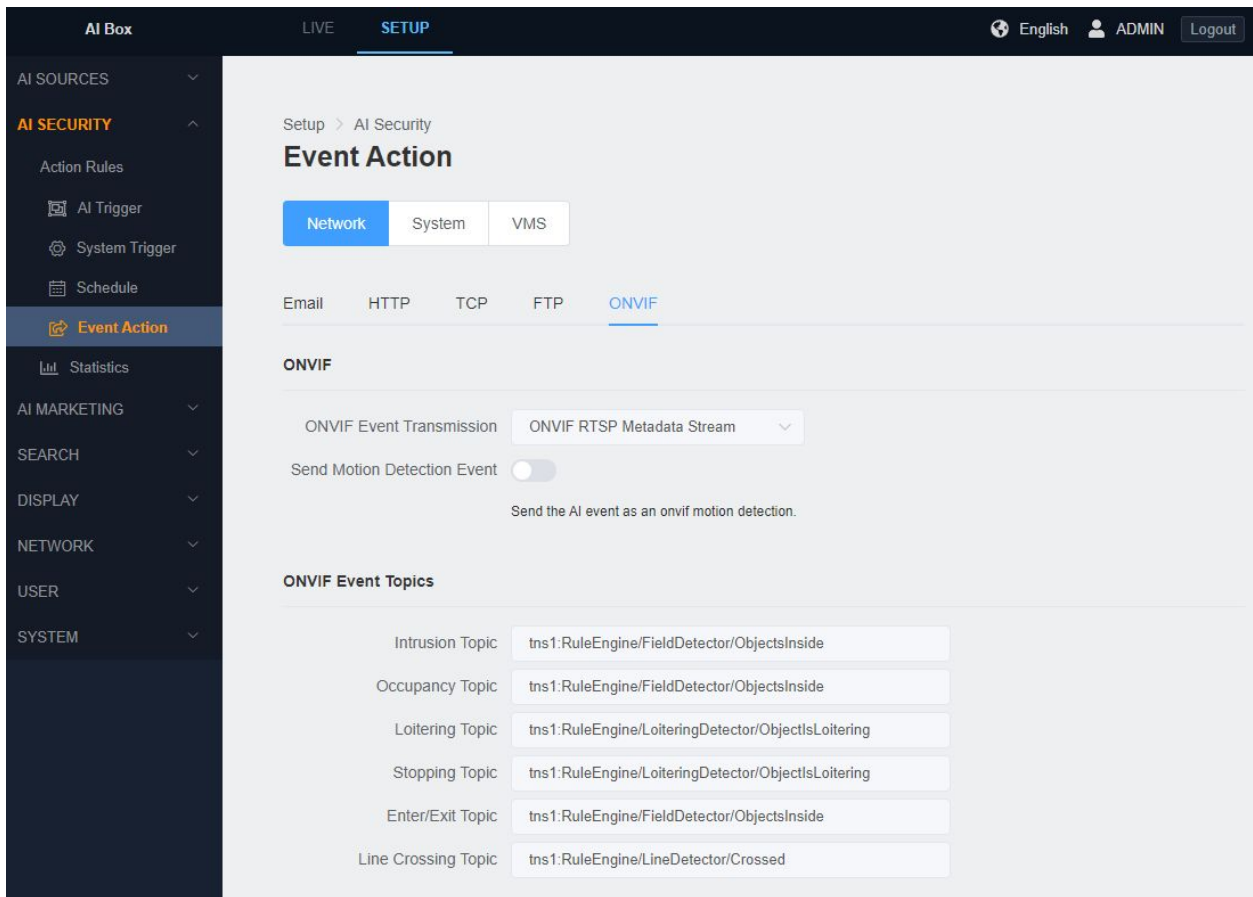 AI Box
LIVE
SETUP
English
ADMIN
Logout
AI SOURCES
AI SECURITY
Action Rules
AI Trigger
System Trigger
Schedule
Event Action
Statistics
AI MARKETING
SEARCH
DISPLAY
NETWORK
USER
SYSTEM
Setup > AI Security
Event Action
Network
System
VMS
Email
HTTP
TCP
FTP
ONVIF
ONVIF
ONVIF Event Transmission
ONVIF RTSP Metadata Stream
Send Motion Detection Event
Send the AI event as an onvif motion detection.
ONVIF Event Topics
Intrusion Topic
tns1:RuleEngine/FieldDetector/ObjectsInside
Occupancy Topic
tns1:RuleEngine/FieldDetector/ObjectsInside
Loitering Topic
tns1:RuleEngine/LoiteringDetector/ObjectIsLoitering
Stopping Topic
tns1:RuleEngine/LoiteringDetector/ObjectIsLoitering
Enter/Exit Topic
tns1:RuleEngine/FieldDetector/ObjectsInside
Line Crossing Topic
tns1:RuleEngine/LineDetector/Crossed